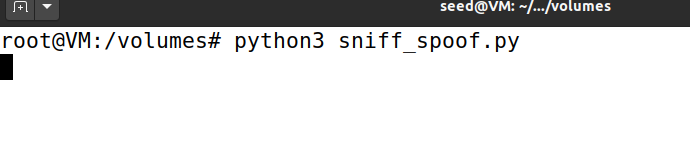 seed@VM: ~/.../volumes
root@VM:/volumes# python3 sniff_spoof.py